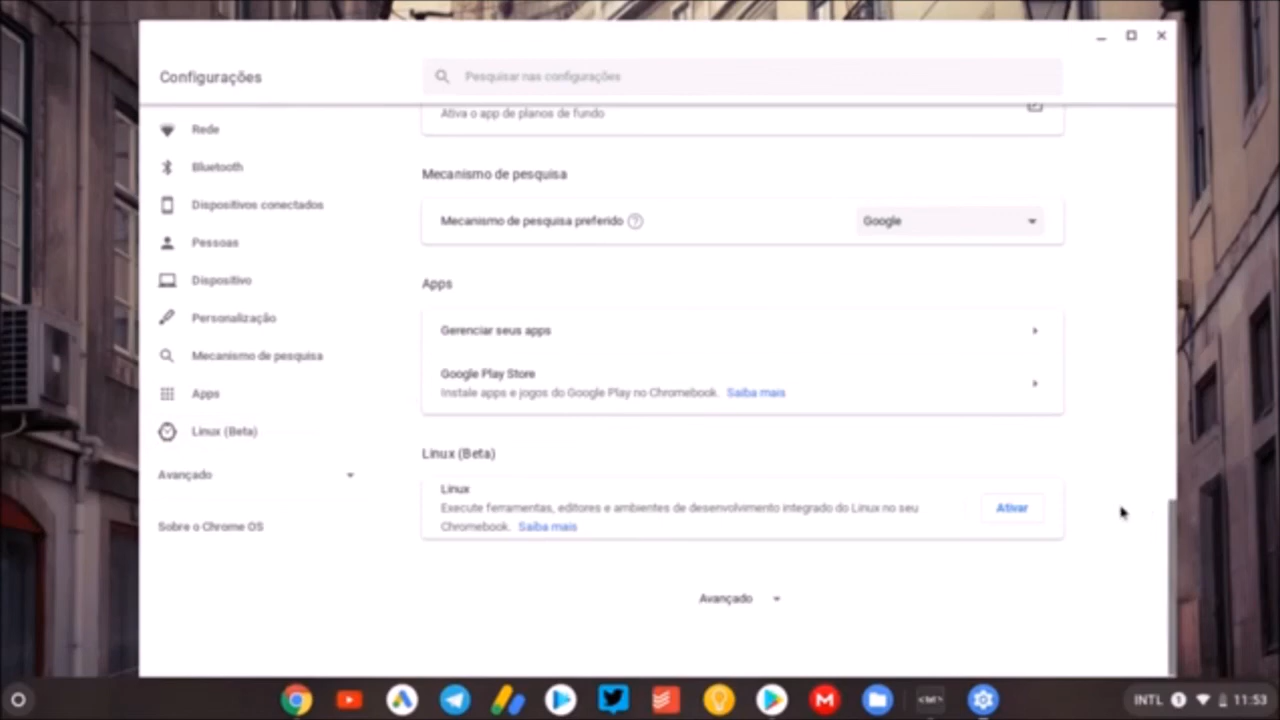 Configurações
Pesquisar nas configurações
Rede
Bluetooth
Dispositivos conectados
Pessoas
Dispositivo
Personalização
Mecanismo de pesquisa
Apps
Linux (Beta)
Avançado
Sobre o Chrome OS
Ativa o app de planos de fundo
Mecanismo de pesquisa
Mecanismo de pesquisa preferido
Google
Apps
Gerenciar seus apps
Google Play Store
Instale apps e jogos do Google Play no Chromebook. Saiba mais
Linux (Beta)
Linux
Execute ferramentas, editores e ambientes de desenvolvimento integrado do Linux no seu
Chromebook. Saiba mais
Ativar
Avançado
INTL 1 11:53